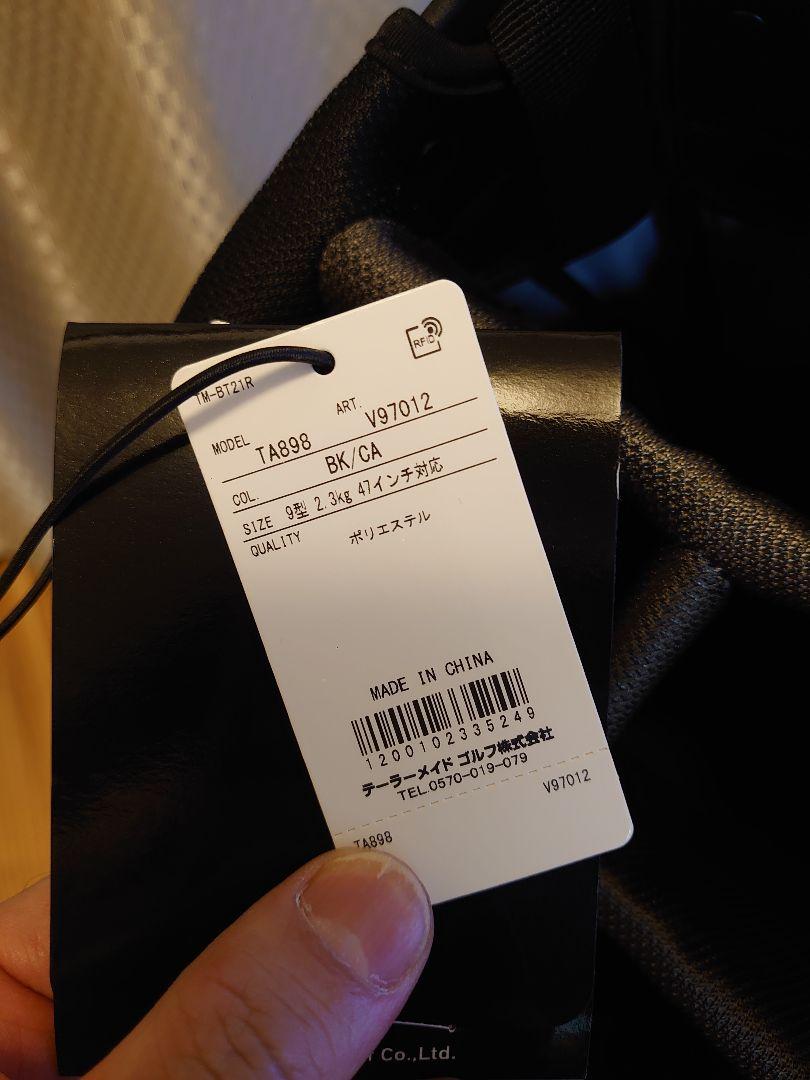 RFID
TM-BT21R
MODEL TA898 ART. V97012
COL. BK/CA
SIZE 9型 2.3kg 47インチ対応
QUALITY ポリエステル
MADE IN CHINA
1200102335249
テーラーメイド ゴルフ株式会社
TEL.0570-019-079
TA898 V97012
Co.,Ltd.